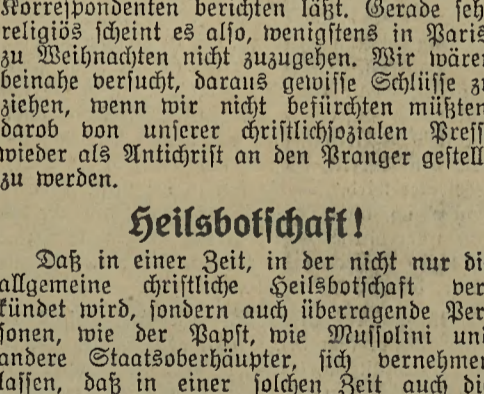 Korrespondenten berichten läßt. Gerade seh
religiös scheint es also, wenigstens in Paris
zu Weihnachten nicht zuzugehen. Wir wären
beinahe versucht, daraus gewisse Schlüsse z
ziehen, wenn wir nicht befürchten müßten
darob von unserer christlichsozialen Press
wieder als Antichrist an den Pranger gestell
zu werden.
Heilsbotschaft!
Daß in einer Zeit, in der nicht nur di
allgemeine christliche Heilsbotschaft ver
kündet wird, sondern auch überragende Per
sonen, wie der Papst, wie Mussolini und
andere Staatsoberhäupter, sich vernehmen
lassen, daß in einer solchen Zeit auch di